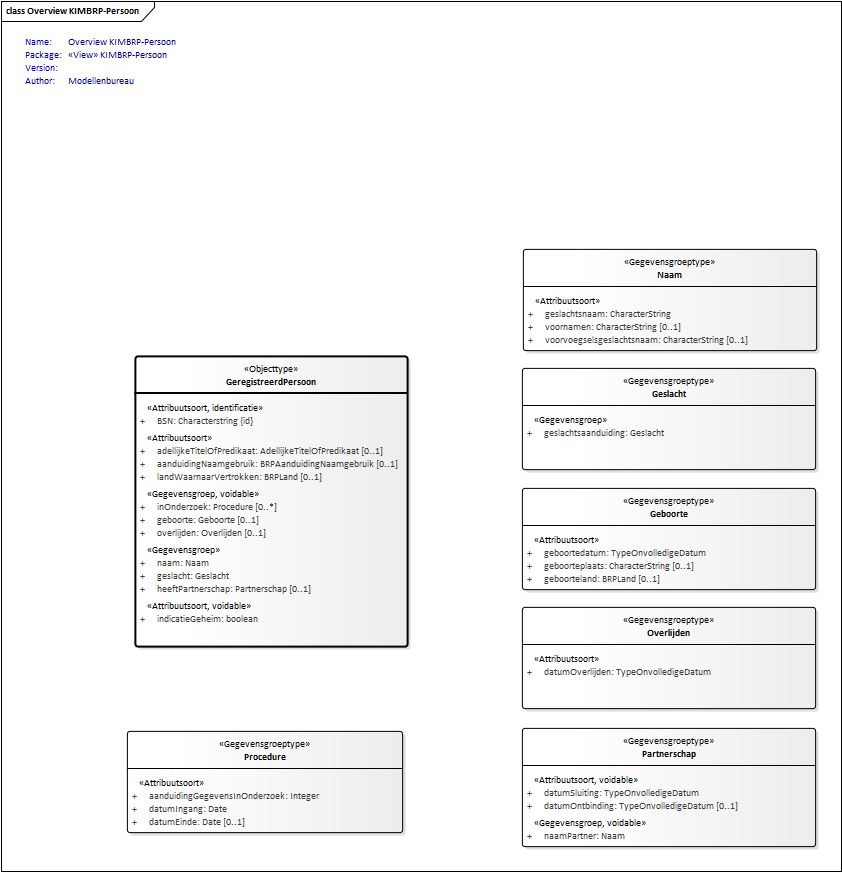 class Overview KIMBRP-Persoon
Name: Overview KIMBRP-Persoon
Package: «View» KIMBRP-Persoon
Version:
Author: Modellenbureau
«Gegevensgroeptype»
Naam
«Attribuutsoort»
+ geslachtsnaam: CharacterString
+ voornamen: CharacterString [0..1]
+ voorvoegselsgeslachtsnaam: CharacterString [0..1]
«Objecttype»
GeregistreerdPersoon
«Attribuutsoort, identificatie»
+ BSN: Characterstring {id}
«Attribuutsoort»
+ adellijkeTitelOfPredikaat: AdellijkeTitelOfPredikaat [0..1]
+ aanduidingNaamgebruik: BRPAanduidingNaamgebruik [0..1]
+ landWaarnaarVertrokken: BRPLand [0..1]
«Gegevensgroep, voidable»
+ inOnderzoek: Procedure [0..*]
+ geboorte: Geboorte [0..1]
+ overlijden: Overlijden [0..1]
«Gegevensgroep»
+ naam: Naam
+ geslacht: Geslacht
+ heeftPartnerschap: Partnerschap [0..1]
«Attribuutsoort, voidable»
+ indicatieGeheim: boolean
«Gegevensgroeptype»
Geslacht
«Gegevensgroep»
+ geslachtsaanduiding: Geslacht
«Gegevensgroeptype»
Geboorte
«Attribuutsoort»
+ geboortedatum: TypeOnvolledigeDatum
+ geboorteplaats: CharacterString [0..1]
+ geboorteland: BRPLand [0..1]
«Gegevensgroeptype»
Overlijden
«Attribuutsoort»
+ datumOverlijden: TypeOnvolledigeDatum
«Gegevensgroeptype»
Procedure
«Attribuutsoort»
+ aanduidingGegevensInOnderzoek: Integer
+ datumIngang: Date
+ datumEinde: Date [0..1]
«Gegevensgroeptype»
Partnerschap
«Attribuutsoort, voidable»
+ datumSluiting: TypeOnvolledigeDatum
+ datumOntbinding: TypeOnvolledigeDatum [0..1]
«Gegevensgroep, voidable»
+ naamPartner: Naam